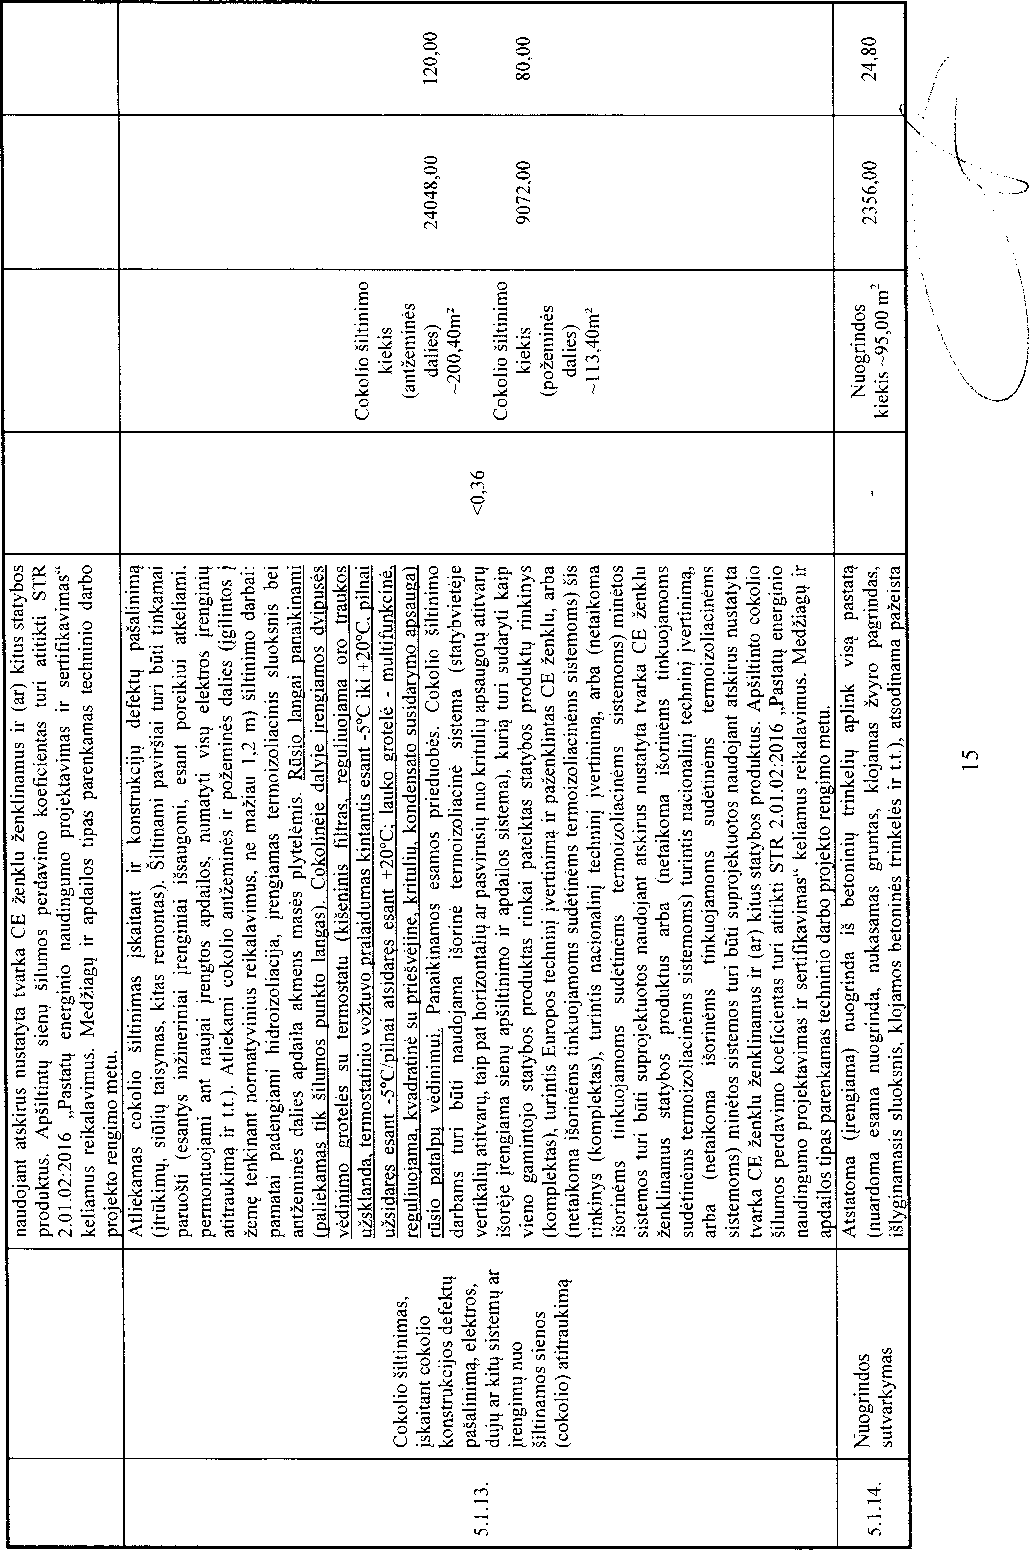 naudojant atskirus nustatyta tvarka CE ženklu ženklinamus ir (ar) kitus statybos
produktus. Apšiltintų sienų šilumos perdavimo koeficientas turi atitikti STR
2.01.02:2016 „Pastatų energinio naudingumo projektavimas ir sertifikavimas“
keliamus reikalavimus. Medžiagų ir apdailos tipas parenkamas techninio darbo
projekto rengimo metu.
5.1.13.
Cokolio šiltinimas,
įskaitant cokolio
konstrukcijos defektų
pašalinimą, elektros,
dujų ar kitų sistemų ar
įrengimų nuo
šiltinamos sienos
(cokolio) atitraukimą
Atliekamas cokolio šiltinimas įskaitant ir konstrukcijų defektų pašalinimą
(įtrūkimų, siūlių taisymas, kitas remontas). Šiltinami paviršiai turi būti tinkamai
paruošti (esantys inžineriniai įrenginiai išsaugomi, esant poreikiui atkeliami,
permontuojami ant naujai įrengtos apdailos, numatyti visų elektros įrenginių
atitraukimą ir t.t.). Atliekami cokolio antžeminės ir požeminės dalies (įgilintos į
žemę tenkinant normatyvinius reikalavimus, ne mažiau 1,2 m) šiltinimo darbai:
pamatai padengiami hidroizoliacija, įrengiamas termoizoliacinis sluoksnis bei
antžeminės dalies apdaila akmens masės plytelėmis. Rūsio langai panaikinami
(paliekamas tik šilumos punkto langas). Cokolinėje dalyje įrengiamos dvipusės
vėdinimo grotelės su termostatu (kišeninis filtras, reguliuojama oro traukos
užsklanda, termostatinio vožtuvo pralaidumas kintantis esant -5°C iki +20°C, pilnai
užsidaręs esant -5°C/pilnai atsidaręs esant +20°C; lauko grotelė - multifunkcinė,
reguliuojama, kvadratinė su priešvėjine, kritulių, kondensato susidarymo apsauga)
rūsio patalpų vėdinimui. Panaikinamos esamos prieduobės. Cokolio šiltinimo
darbams turi būti naudojama išorinė termoizoliacinė sistema (statybvietėje
vertikalių atitvarų, taip pat horizontalių ar pasvirusių nuo kritulių apsaugotų atitvarų
išorėje įrengiama sienų apšiltinimo ir apdailos sistema), kurią turi sudaryti kaip
vieno gamintojo statybos produktas rinkai pateiktas statybos produktų rinkinys
(komplektas), turintis Europos techninį įvertinimą ir paženklintas CE ženklu, arba
(netaikoma išorinėms tinkuojamoms sudėtinėms termoizoliacinėms sistemoms) šis
rinkinys (komplektas), turintis nacionalinį techninį įvertinimą, arba (netaikoma
išorinėms tinkuojamoms sudėtinėms termoizoliacinėms sistemoms) minėtos
sistemos turi būti suprojektuotos naudojant atskirus nustatyta tvarka CE ženklu
ženklinamus statybos produktus arba (netaikoma išorinėms tinkuojamoms
sudėtinėms termoizoliacinėms sistemoms) turintis nacionalinį techninį įvertinimą,
arba (netaikoma išorinėms tinkuojamoms sudėtinėms termoizoliacinėms
sistemoms) minėtos sistemos turi būti suprojektuotos naudojant atskirus nustatyta
tvarka CE ženklu ženklinamus ir (ar) kitus statybos produktus. Apšiltinto cokolio
šilumos perdavimo koeficientas turi atitikti STR 2.01.02:2016 „Pastatų energinio
naudingumo projektavimas ir sertifikavimas“ keliamus reikalavimus. Medžiagų ir
apdailos tipas parenkamas techninio darbo projekto rengimo metu.
<0,36
Cokolio šiltinimo
kiekis
(antžeminės
dalies)
~200,40m²
Cokolio šiltinimo
kiekis
(požeminės
dalies)
~113,40m²
24048,00
9072,00
120,00
80,00
5.1.14.
Nuogrindos
sutvarkymas
Atstatoma (įrengiama) nuogrinda iš betoninių trinkelių aplink visą pastatą
(nuardoma esama nuogrinda, nukasamas gruntas, klojamas žvyro pagrindas,
išlyginamasis sluoksnis, klojamos betoninės trinkelės ir t.t.), atsodinama pažeista
-
Nuogrindos
kiekis ~95,00 m²
2356,00
24,80
15